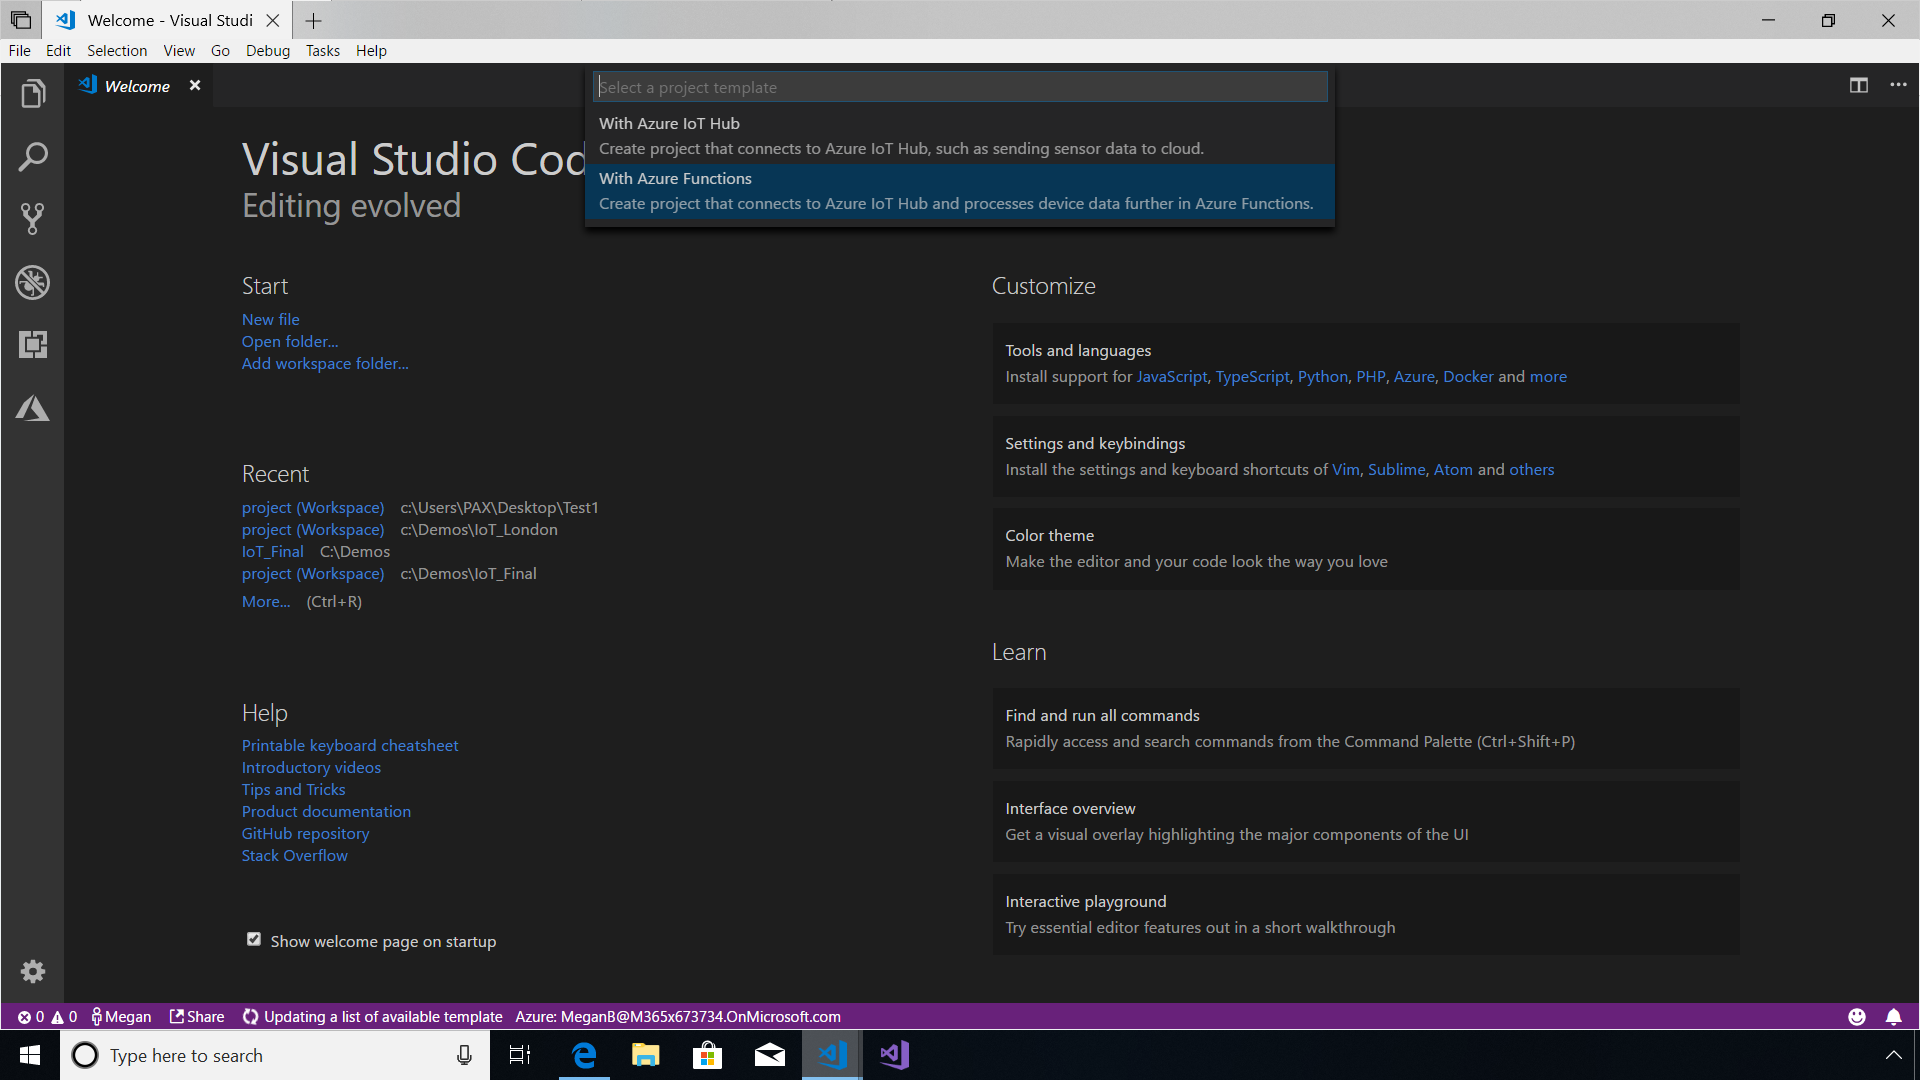 Welcome - Visual Studi
File Edit Selection View Go Debug Tasks Help
Welcome
Select a project template
With Azure IoT Hub
Create project that connects to Azure IoT Hub, such as sending sensor data to cloud.
With Azure Functions
Create project that connects to Azure IoT Hub and processes device data further in Azure Functions.
Visual Studio Cod
Editing evolved
Start
New file
Open folder...
Add workspace folder...
Recent
project (Workspace) c:\Users\PAX\Desktop\Test1
project (Workspace) c:\Demos\IoT_London
IoT_Final C:\Demos
project (Workspace) c:\Demos\IoT_Final
More... (Ctrl+R)
Help
Printable keyboard cheatsheet
Introductory videos
Tips and Tricks
Product documentation
GitHub repository
Stack Overflow
Show welcome page on startup
Customize
Tools and languages
Install support for JavaScript, TypeScript, Python, PHP, Azure, Docker and more
Settings and keybindings
Install the settings and keyboard shortcuts of Vim, Sublime, Atom and others
Color theme
Make the editor and your code look the way you love
Learn
Find and run all commands
Rapidly access and search commands from the Command Palette (Ctrl+Shift+P)
Interface overview
Get a visual overlay highlighting the major components of the UI
Interactive playground
Try essential editor features out in a short walkthrough
0 0 Megan Share Updating a list of available template Azure: MeganB@M365x673734.OnMicrosoft.com
Type here to search